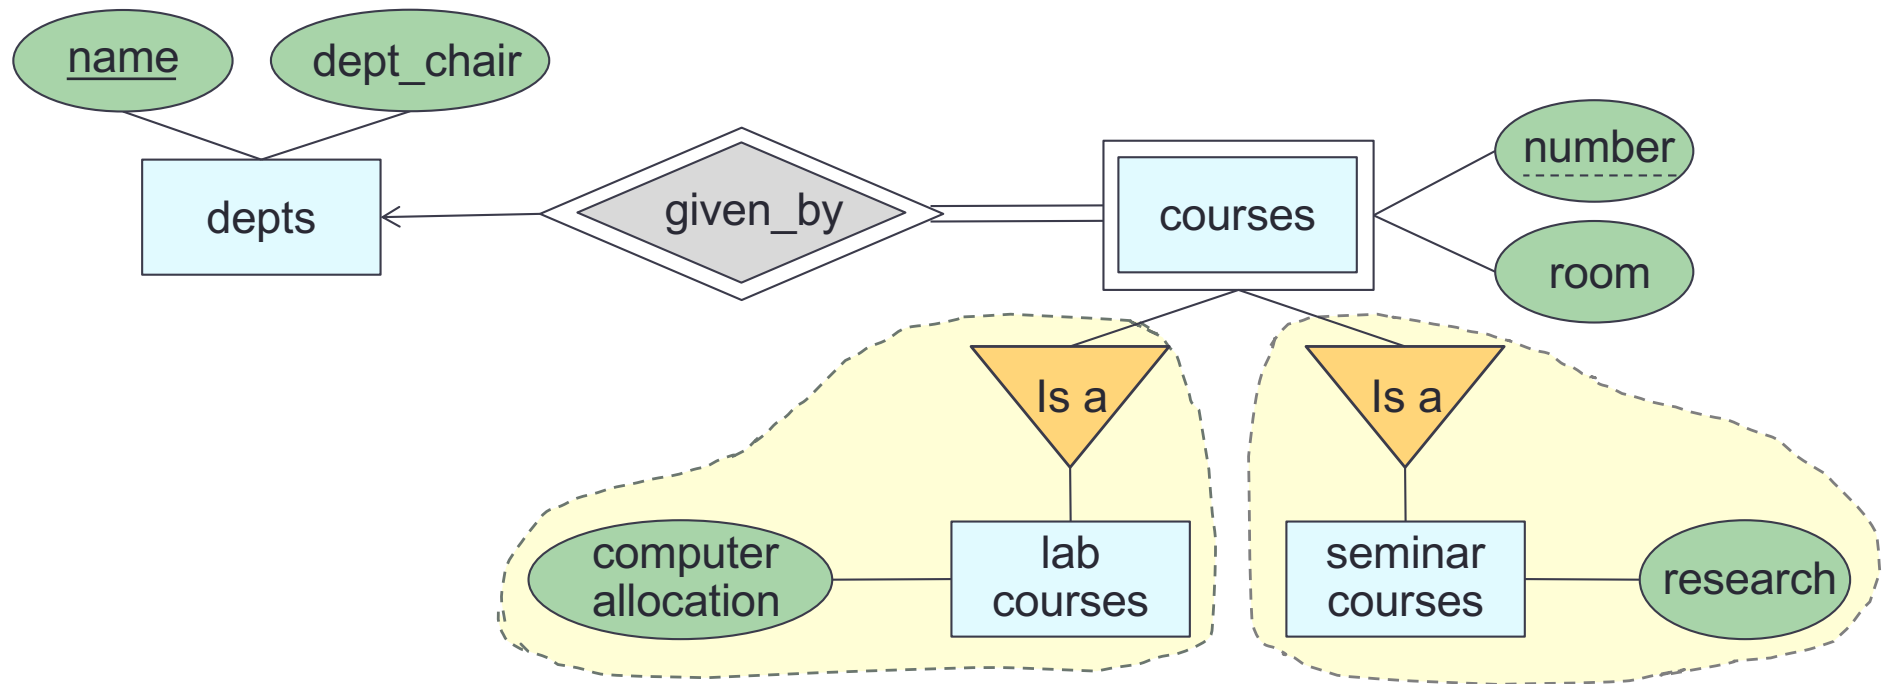 name
dept_chair
number
depts
given_by
courses
room
Is a
Is a
computer
allocation
lab
courses
seminar
courses
research